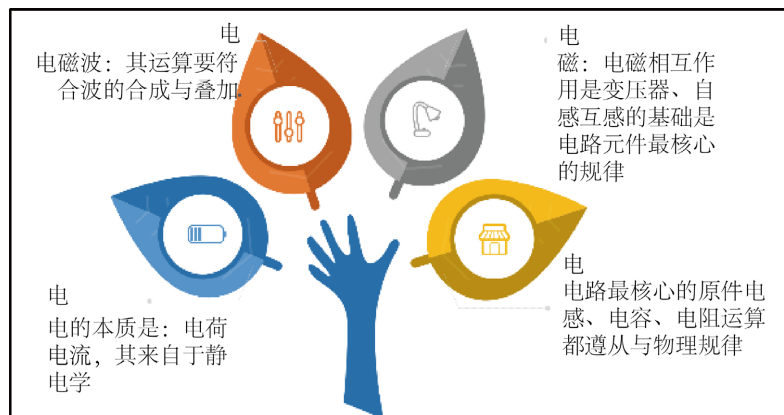 电
电磁波：其运算要符
合波的合成与叠加
电
磁：电磁相互作
用是变压器、自
感互感的基础是
电路元件最核心
的规律
电
电的本质是：电荷
电流，其来自于静
电学
电
电路最核心的原件电
感、电容、电阻运算
都遵从与物理规律